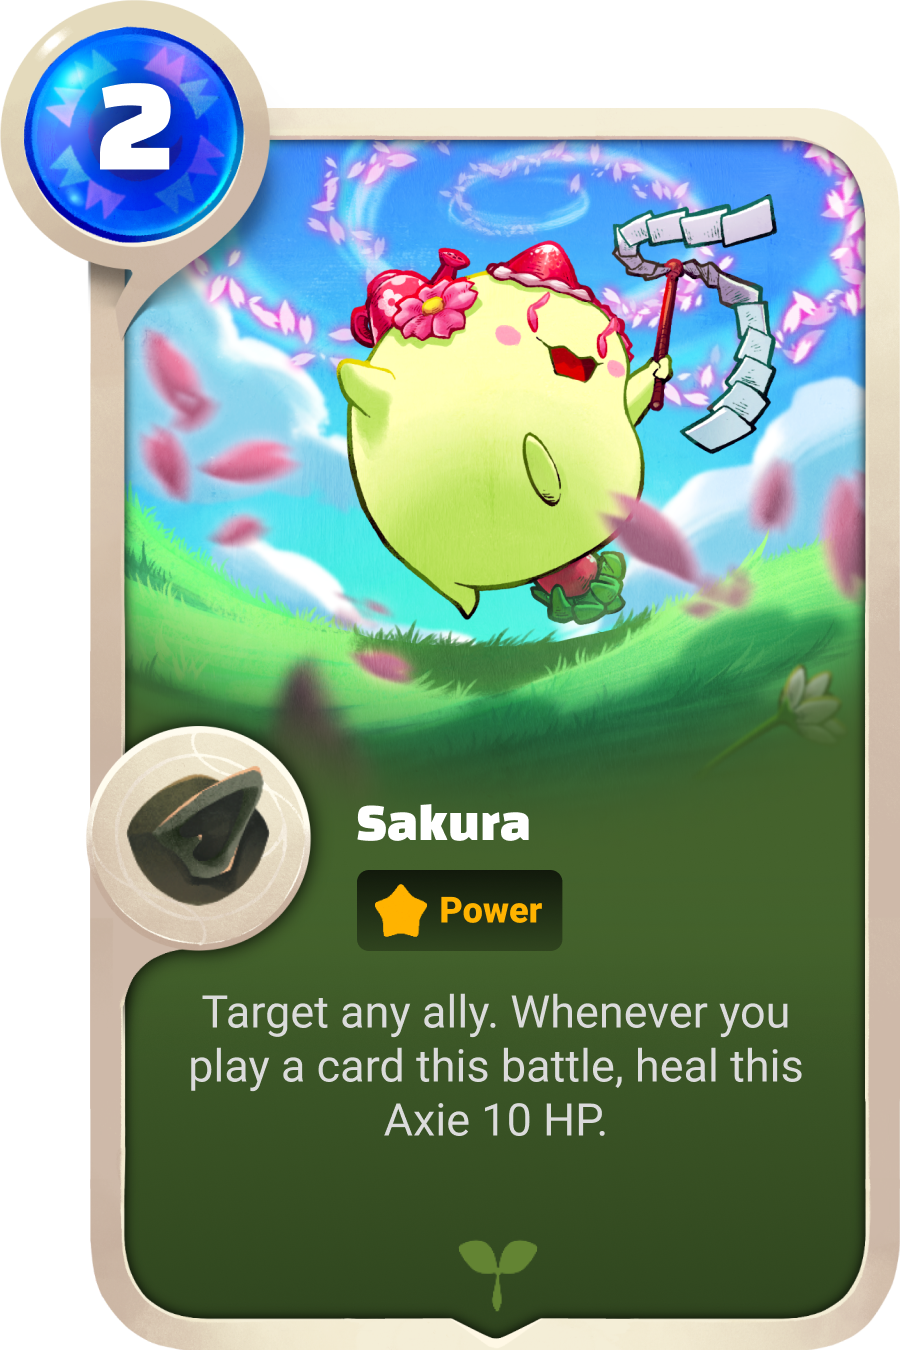 2
Sakura
Power
Target any ally. Whenever you
play a card this battle, heal this
Axie 10 HP.